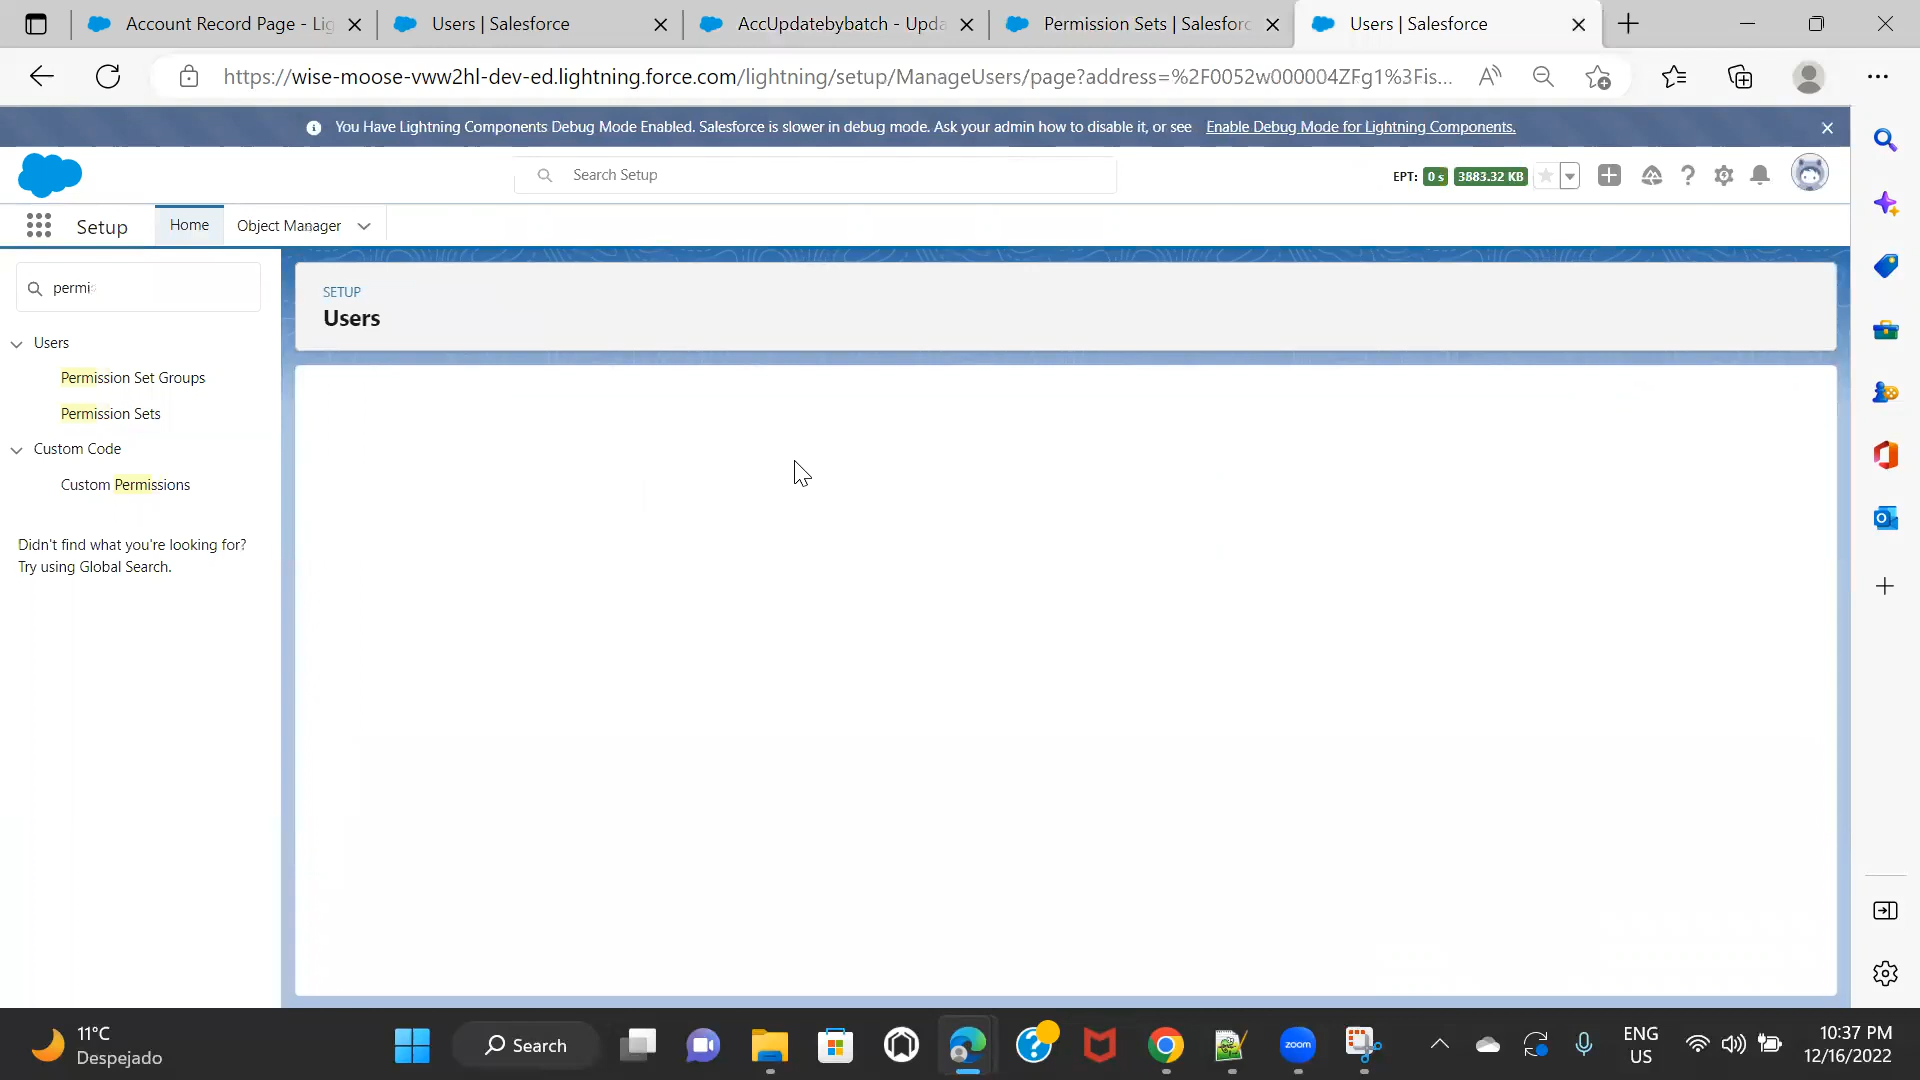 Account Record Page - Lig
Users | Salesforce
AccUpdatebybatch - Upda
Permission Sets | Salesforc
Users | Salesforce
https://wise-moose-vww2hl-dev-ed.lightning.force.com/lightning/setup/ManageUsers/page?address=%2F0052w000004ZFg1%3Fis...
You Have Lightning Components Debug Mode Enabled. Salesforce is slower in debug mode. Ask your admin how to disable it, or see Enable Debug Mode for Lightning Components.
Search Setup
EPT: 0 s 3883.32 KB
Setup
Home
Object Manager
permi
SETUP
Users
Users
Permission Set Groups
Permission Sets
Custom Code
Custom Permissions
Didn't find what you're looking for?
Try using Global Search.
11°C
Despejado
Search
zoom
ENG
US
10:37 PM
12/16/2022